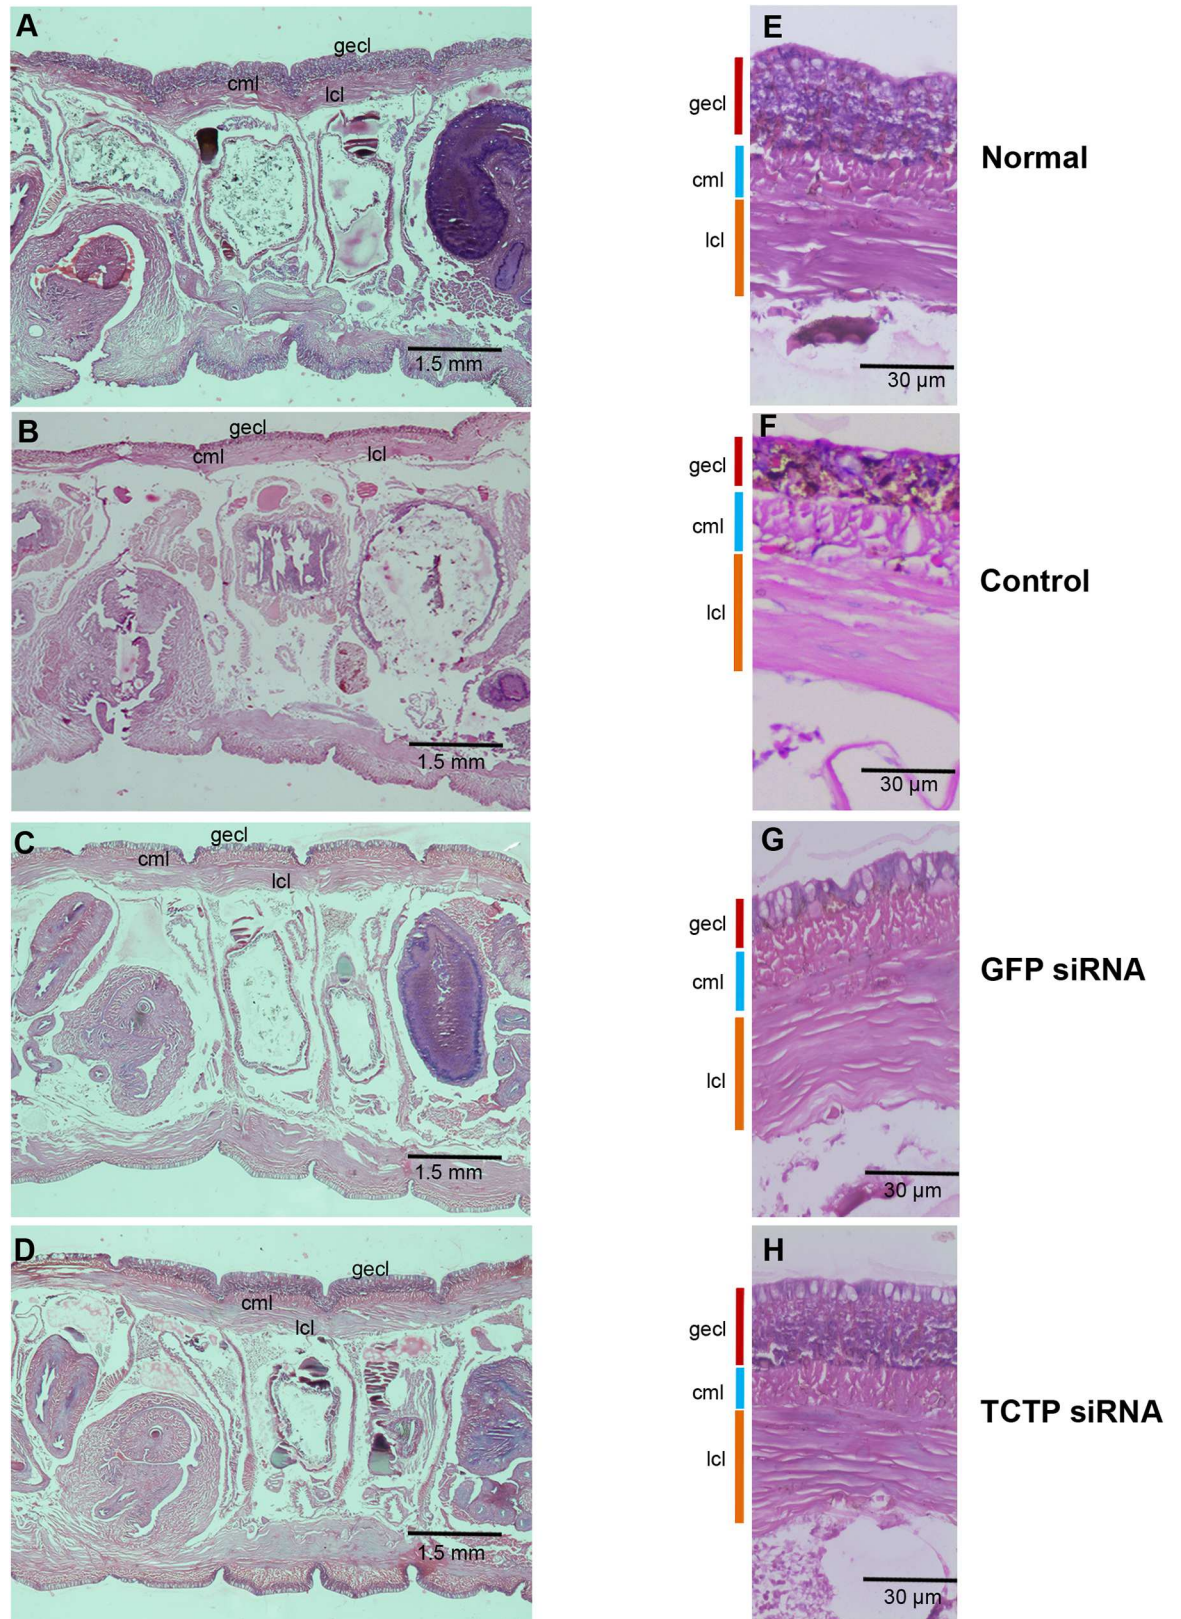 A
gecl
cml
lcl
1.5 mm
E
gecl
cml
lcl
30 µm
Normal
B
gecl
cml
lcl
1.5 mm
F
gecl
cml
lcl
30 µm
Control
C
gecl
cml
lcl
1.5 mm
G
gecl
cml
lcl
30 µm
GFP siRNA
D
gecl
cml
lcl
1.5 mm
H
gecl
cml
lcl
30 µm
TCTP siRNA